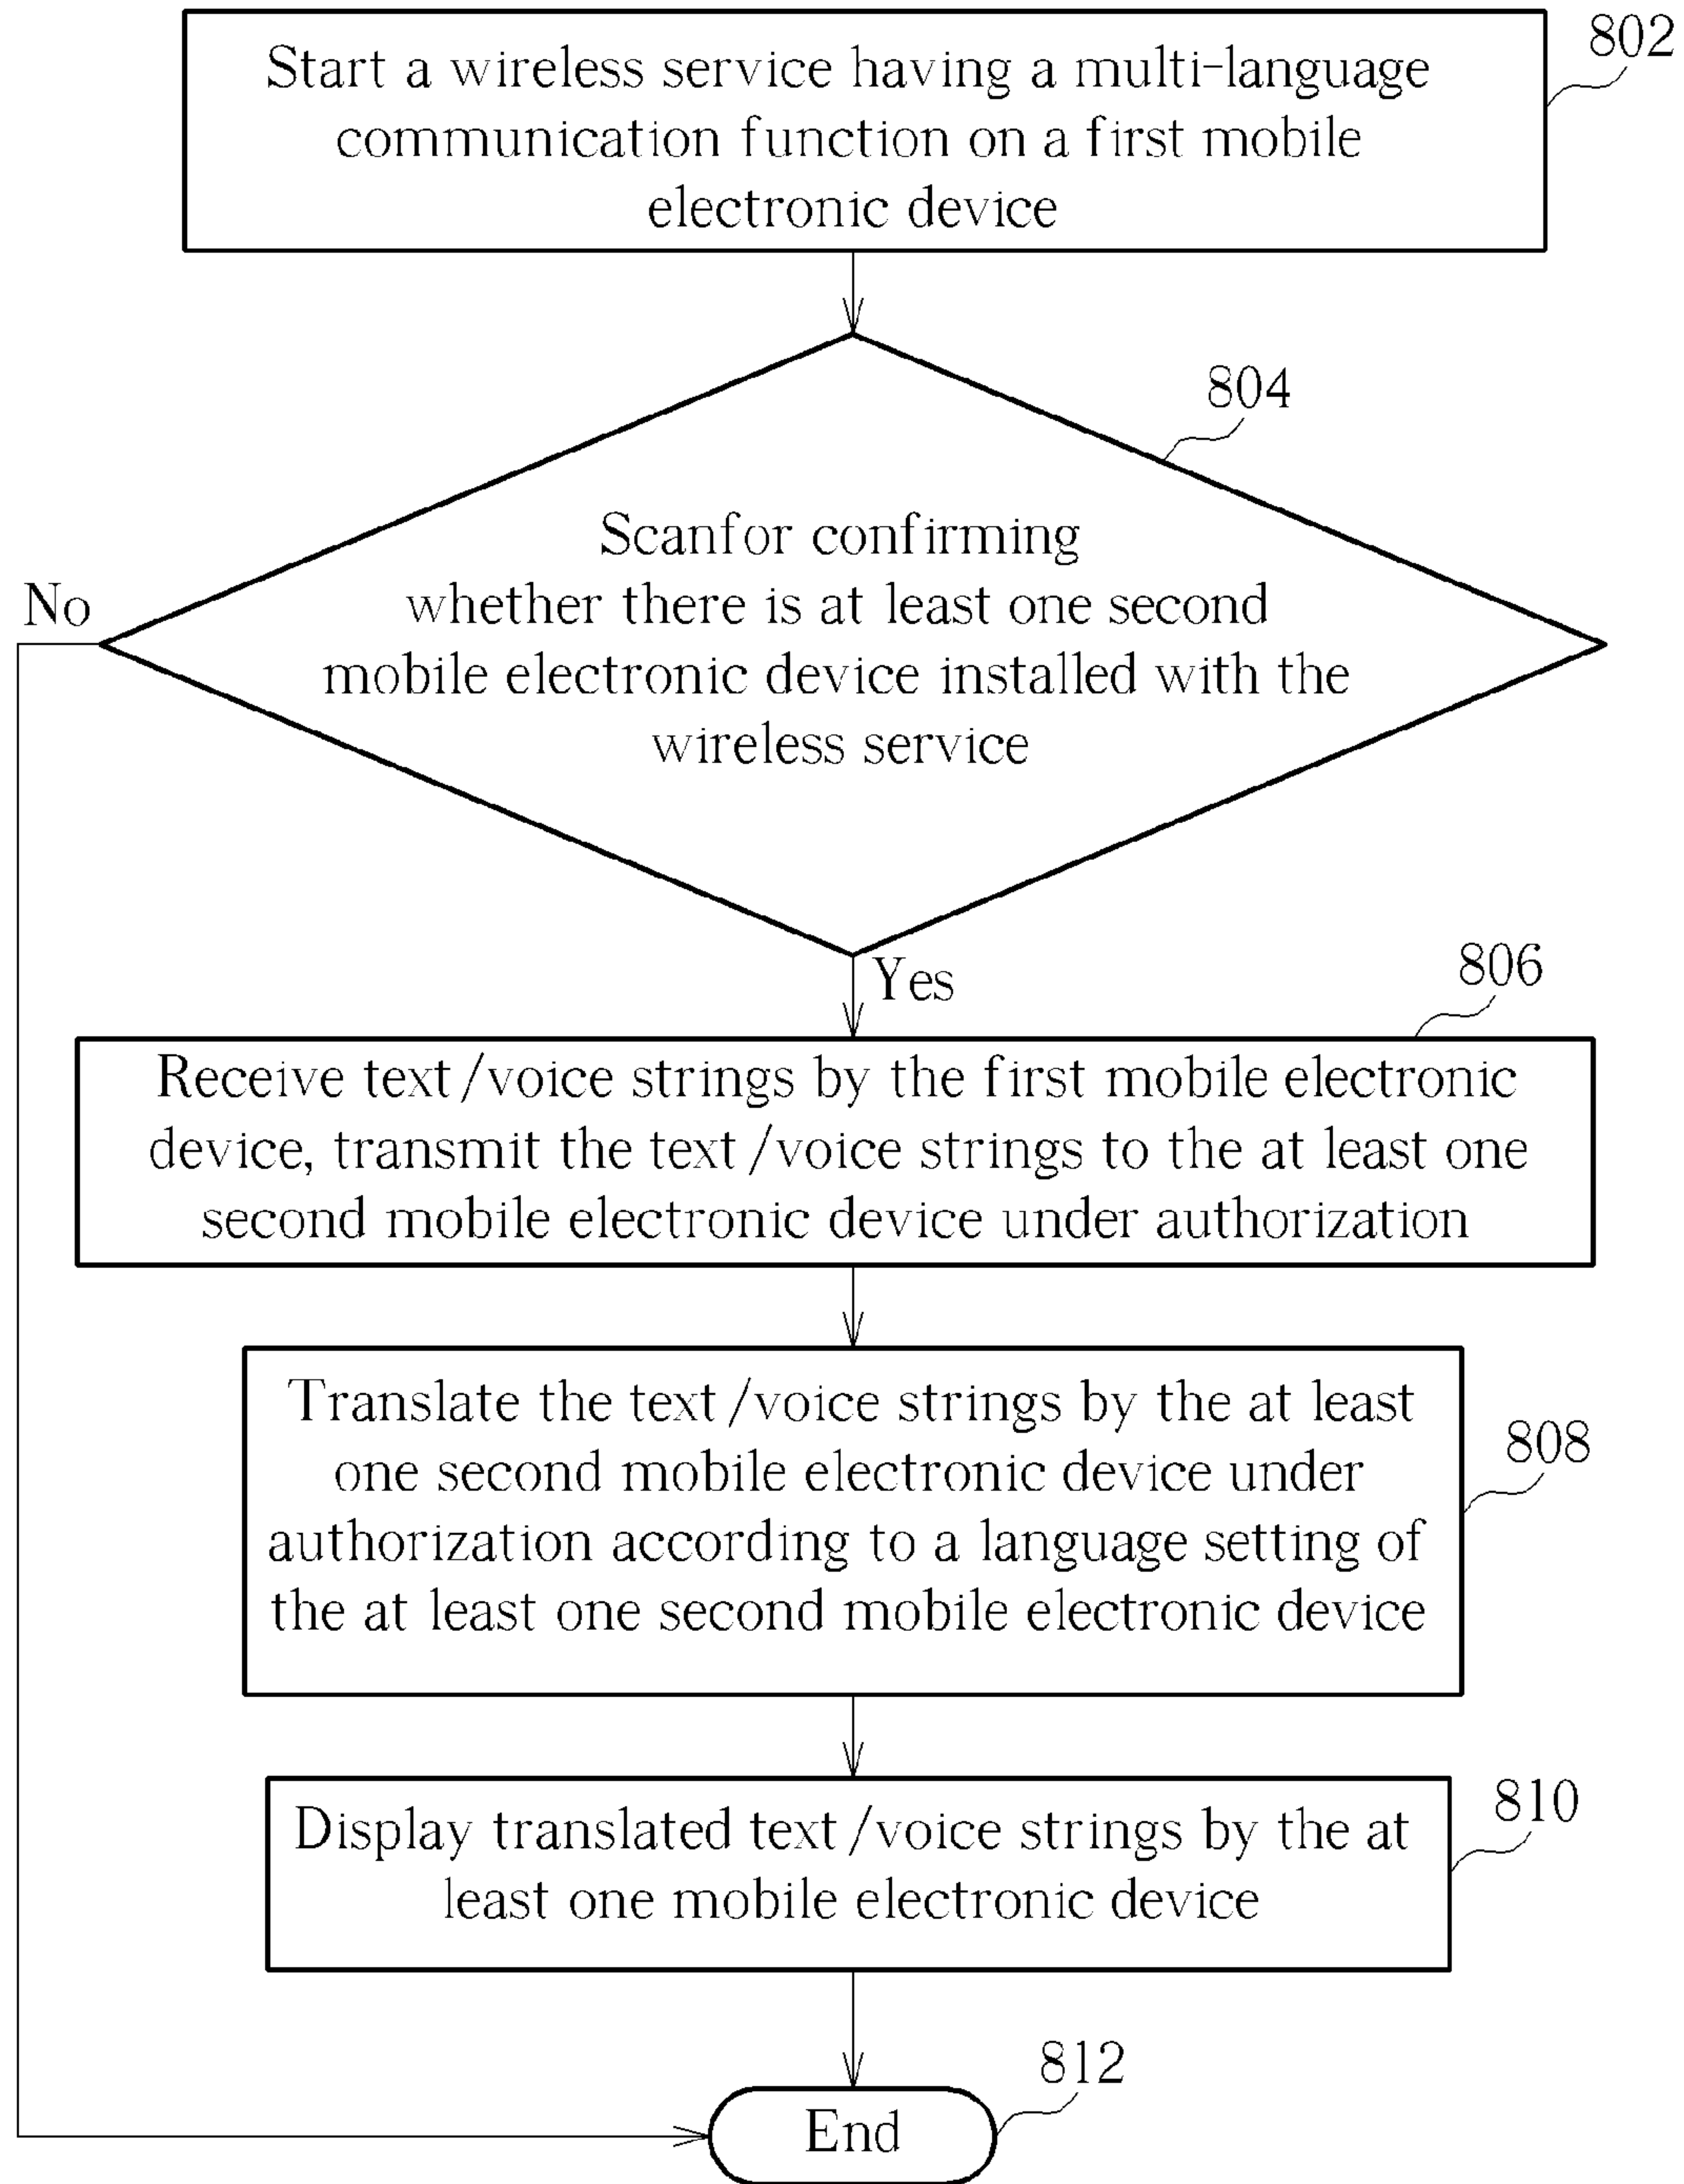 802
Start a wireless service having a multi-language
communication function on a first mobile
electronic device
804
Scanfor confirming
whether there is at least one second
mobile electronic device installed with the
wireless service
No
Yes
806
Receive text/voice strings by the first mobile electronic
device, transmit the text/voice strings to the at least one
second mobile electronic device under authorization
808
Translate the text/voice strings by the at least
one second mobile electronic device under
authorization according to a language setting of
the at least one second mobile electronic device
810
Display translated text/voice strings by the at
least one mobile electronic device
812
End